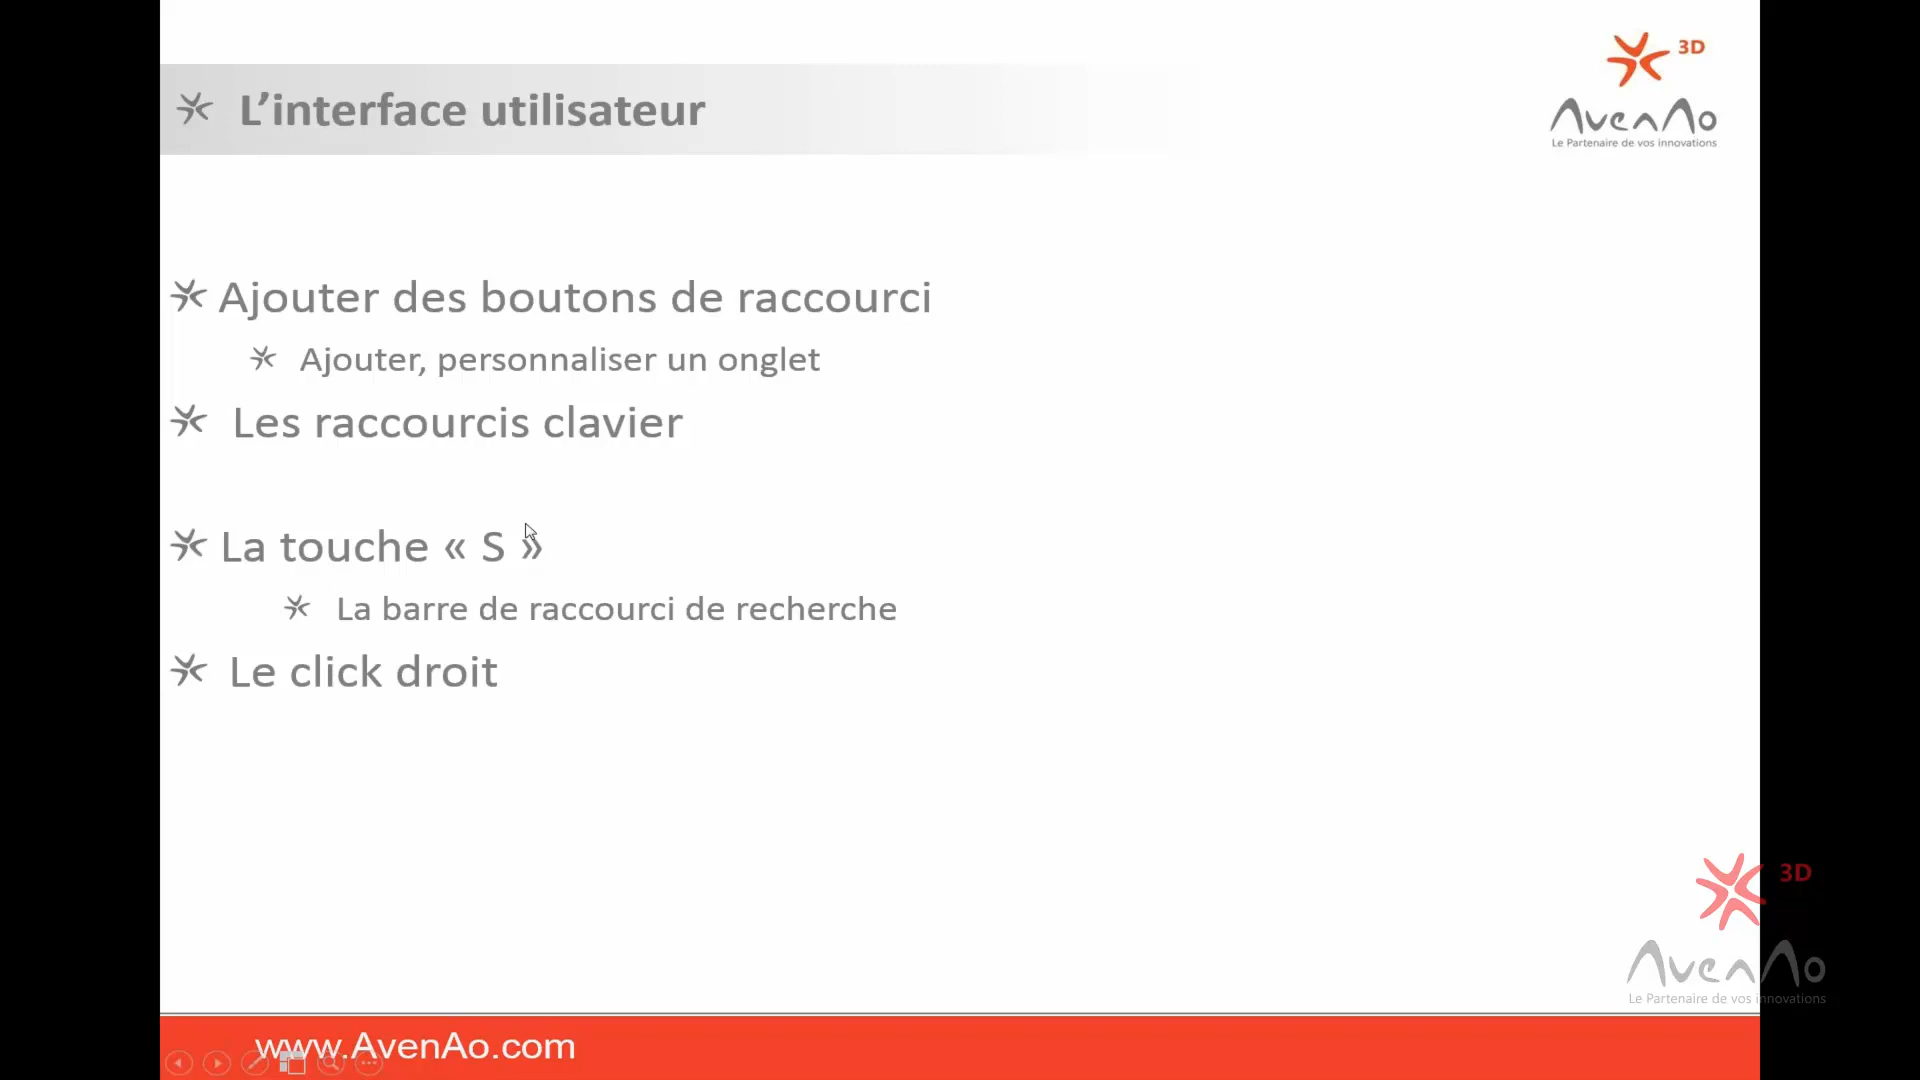 3D
AvenAo
Le Partenaire de vos innovations
L’interface utilisateur
Ajouter des boutons de raccourci
Ajouter, personnaliser un onglet
Les raccourcis clavier
La touche « S »
La barre de raccourci de recherche
Le click droit
3D
AvenAo
Le Partenaire de vos innovations
www.AvenAo.com